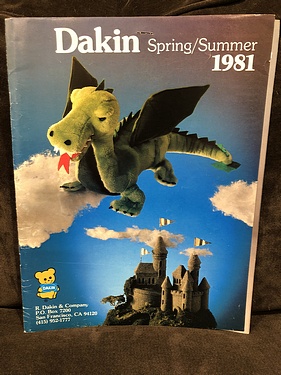 Dakin Spring/Summer
1981
DAKIN
R. Dakin & Company
P.O. Box 7200
San Francisco, CA 94120
(415) 952-1777